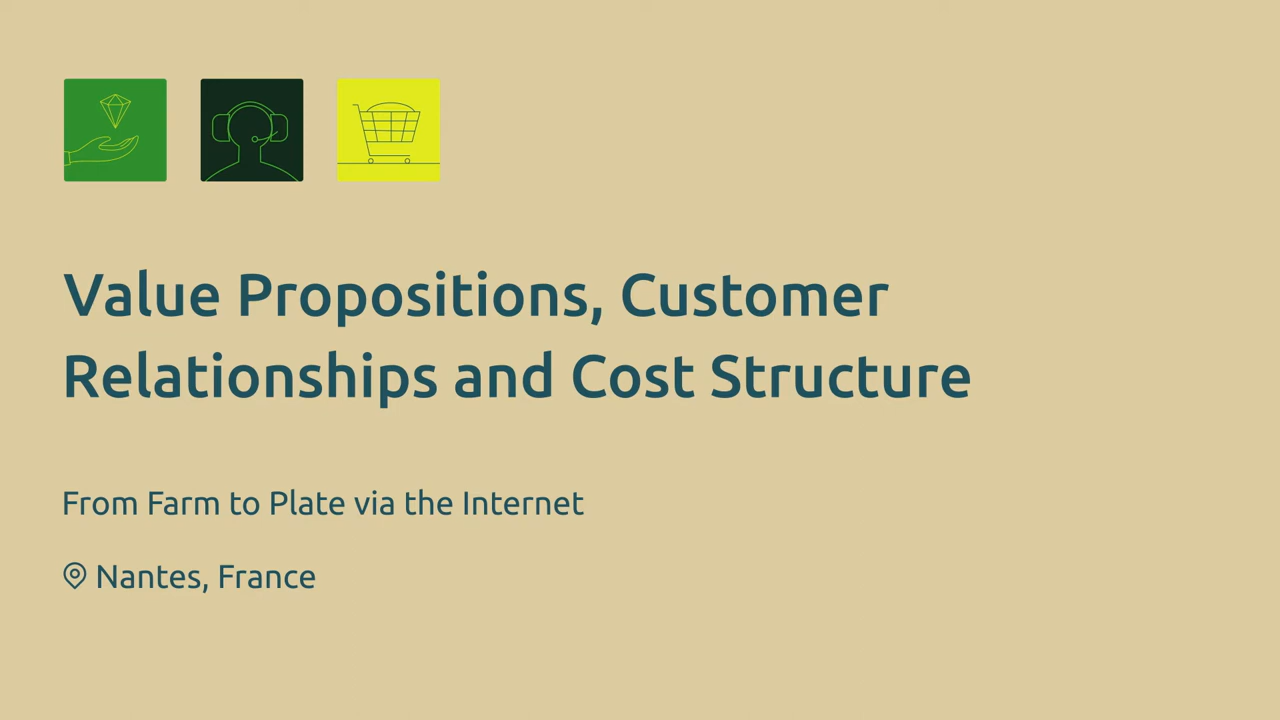 Value Propositions, Customer
Relationships and Cost Structure
From Farm to Plate via the Internet
Nantes, France